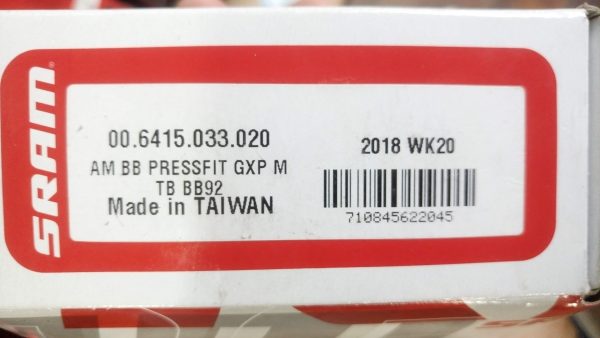 SRAM
00.6415.033.020
AM BB PRESSFIT GXP M
TB BB92
Made in TAIWAN
2018 WK20
710845622045